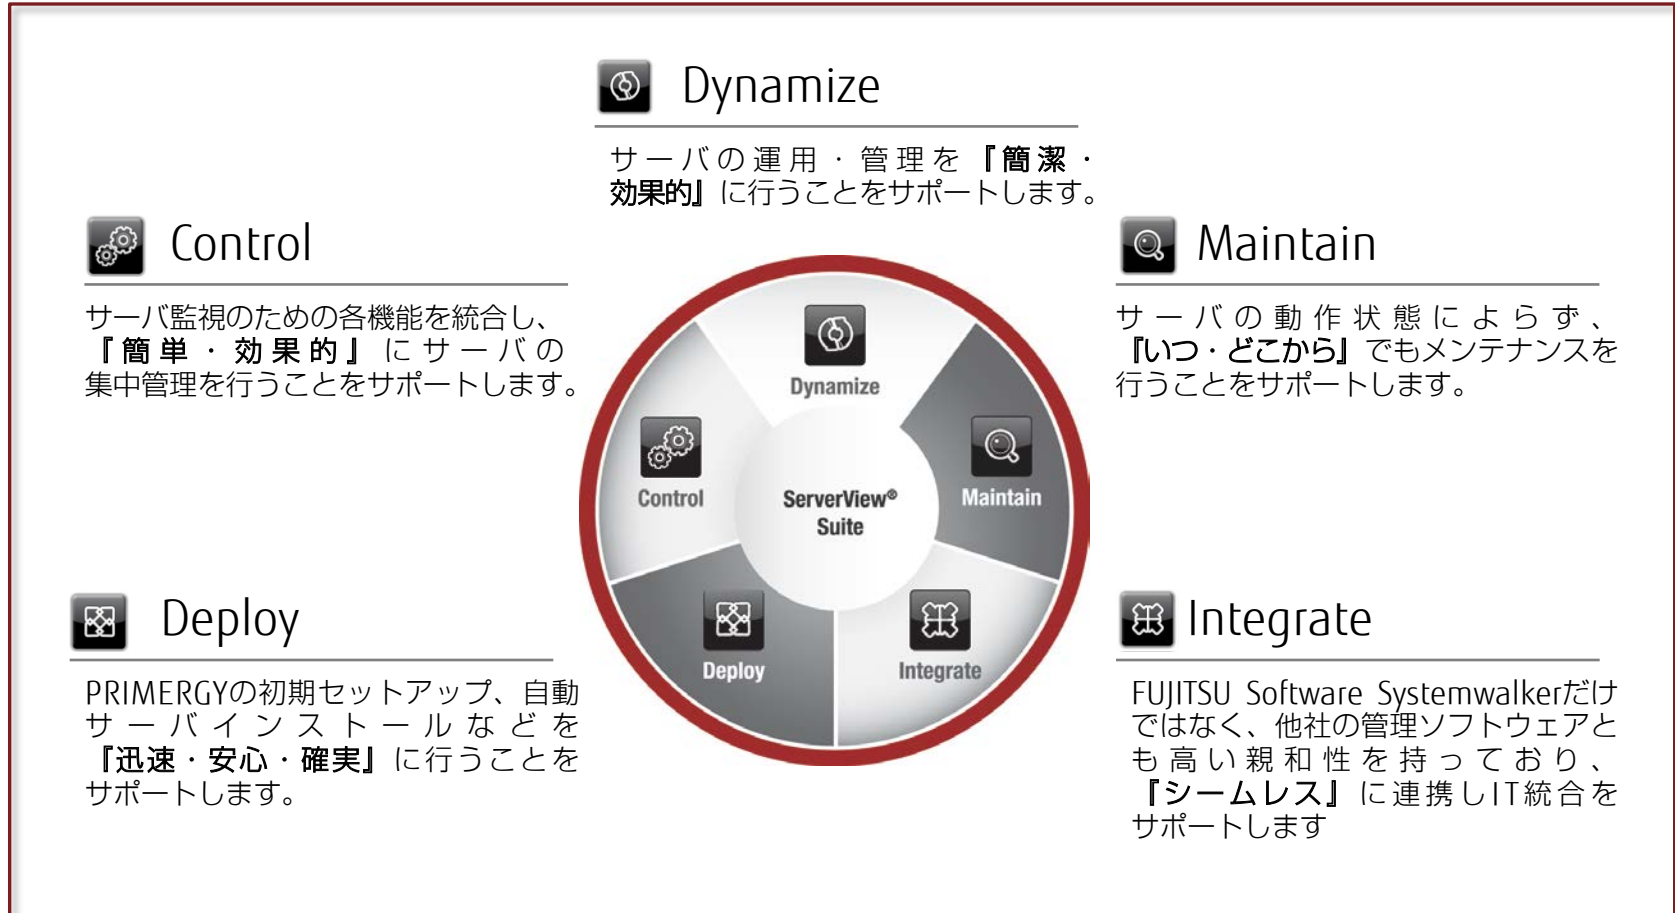 Dynamize
サーバの運用・管理を『簡潔・
効果的』に行うことをサポートします。
Control
サーバ監視のための各機能を統合し、
『簡単・効果的』にサーバの
集中管理を行うことをサポートします。
Maintain
サーバの動作状態によらず、
『いつ・どこから』でもメンテナンスを
行うことをサポートします。
Dynamize
Control
Maintain
ServerView®
Suite
Deploy
Integrate
Deploy
PRIMERGYの初期セットアップ、自動
サーバインストールなどを
『迅速・安心・確実』に行うことを
サポートします。
Integrate
FUJITSU Software Systemwalkerだけ
ではなく、他社の管理ソフトウェアと
も高い親和性を持っており、
『シームレス』に連携しIT統合を
サポートします